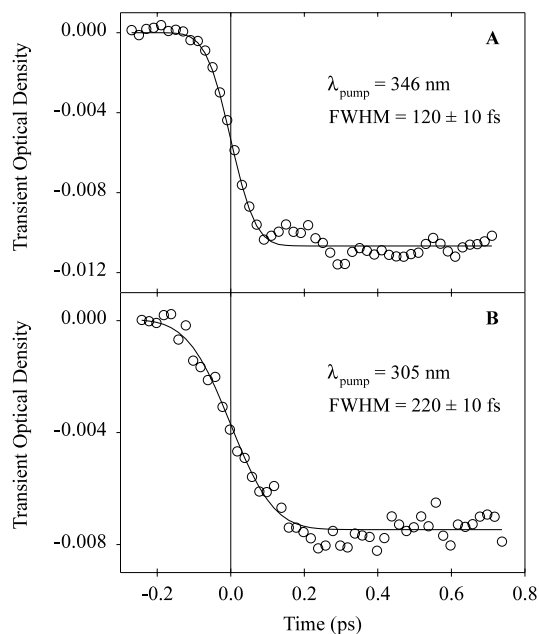 0.000
-0.004
-0.008
-0.012
Transient Optical Density
A
λpump = 346 nm
FWHM = 120 ± 10 fs
0.000
-0.004
-0.008
Transient Optical Density
B
λpump = 305 nm
FWHM = 220 ± 10 fs
-0.2 0.0 0.2 0.4 0.6 0.8
Time (ps)